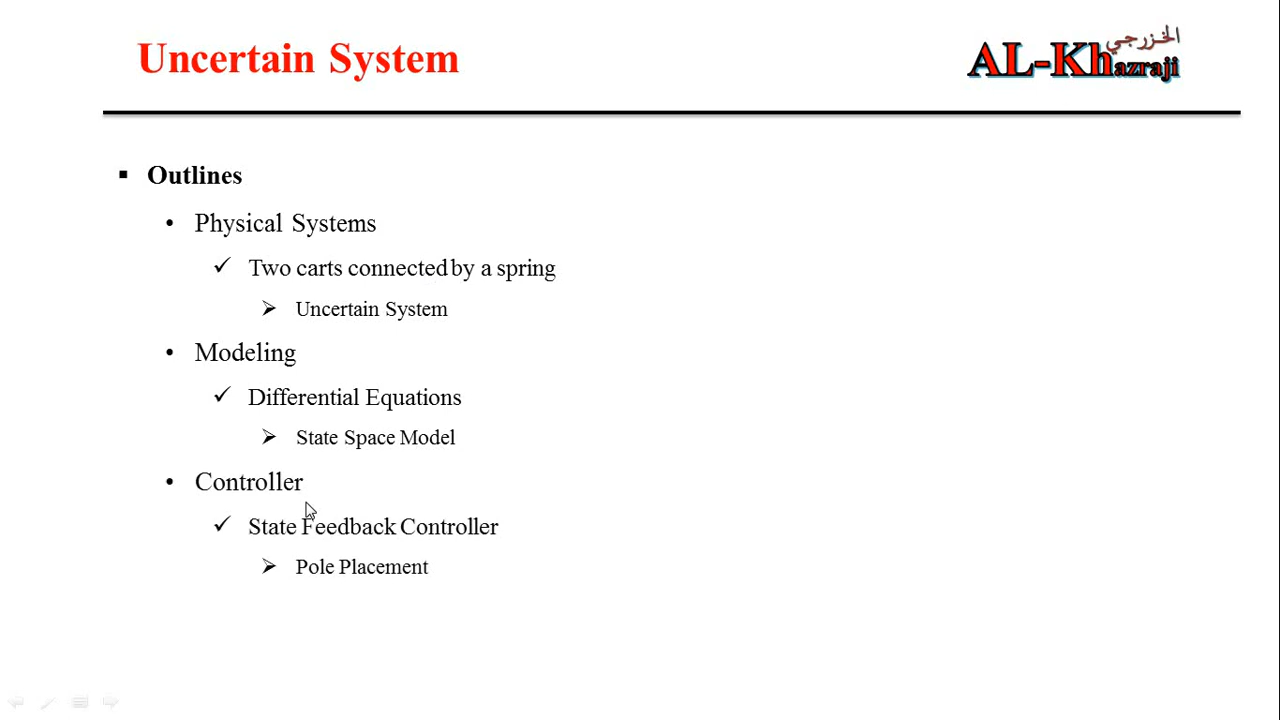 Uncertain System
الخزرجي
AL-Khazraji
Outlines
Physical Systems
Two carts connected by a spring
Uncertain System
Modeling
Differential Equations
State Space Model
Controller
State Feedback Controller
Pole Placement